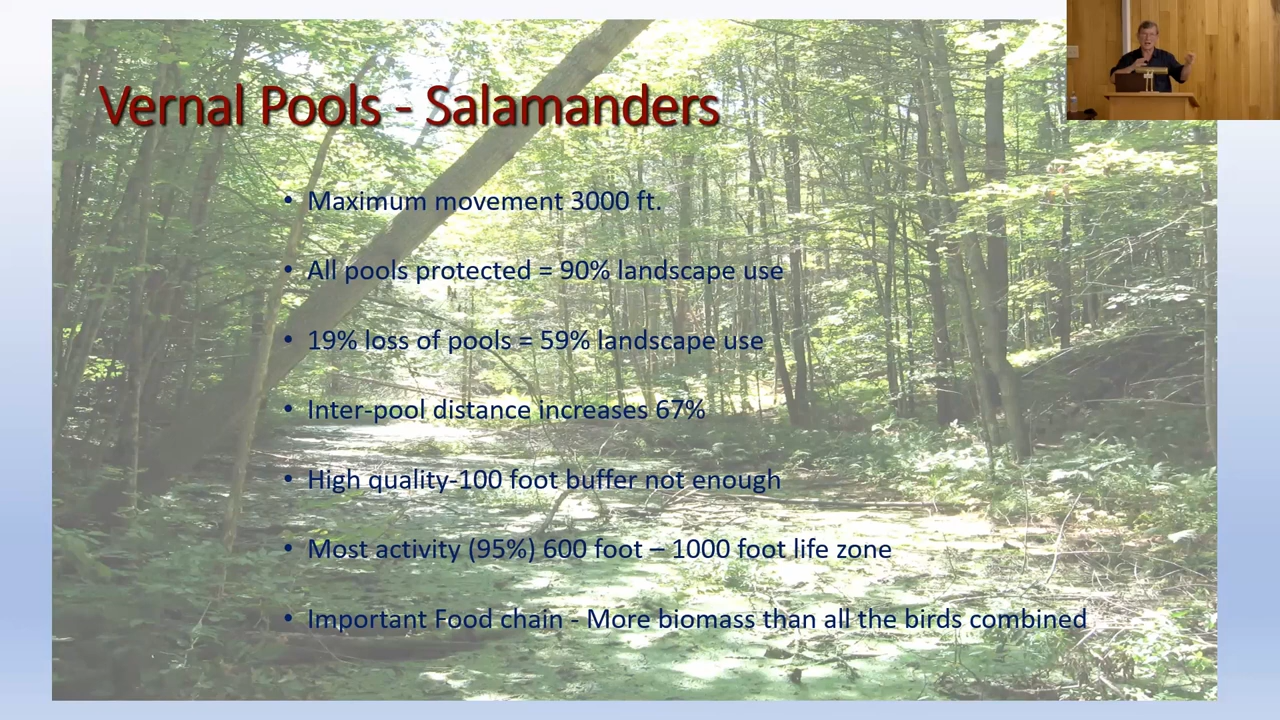 Vernal Pools - Salamanders
• Maximum movement 3000 ft.
• All pools protected = 90% landscape use
• 19% loss of pools = 59% landscape use
• Inter-pool distance increases 67%
• High quality-100 foot buffer not enough
• Most activity (95%) 600 foot – 1000 foot life zone
• Important Food chain - More biomass than all the birds combined